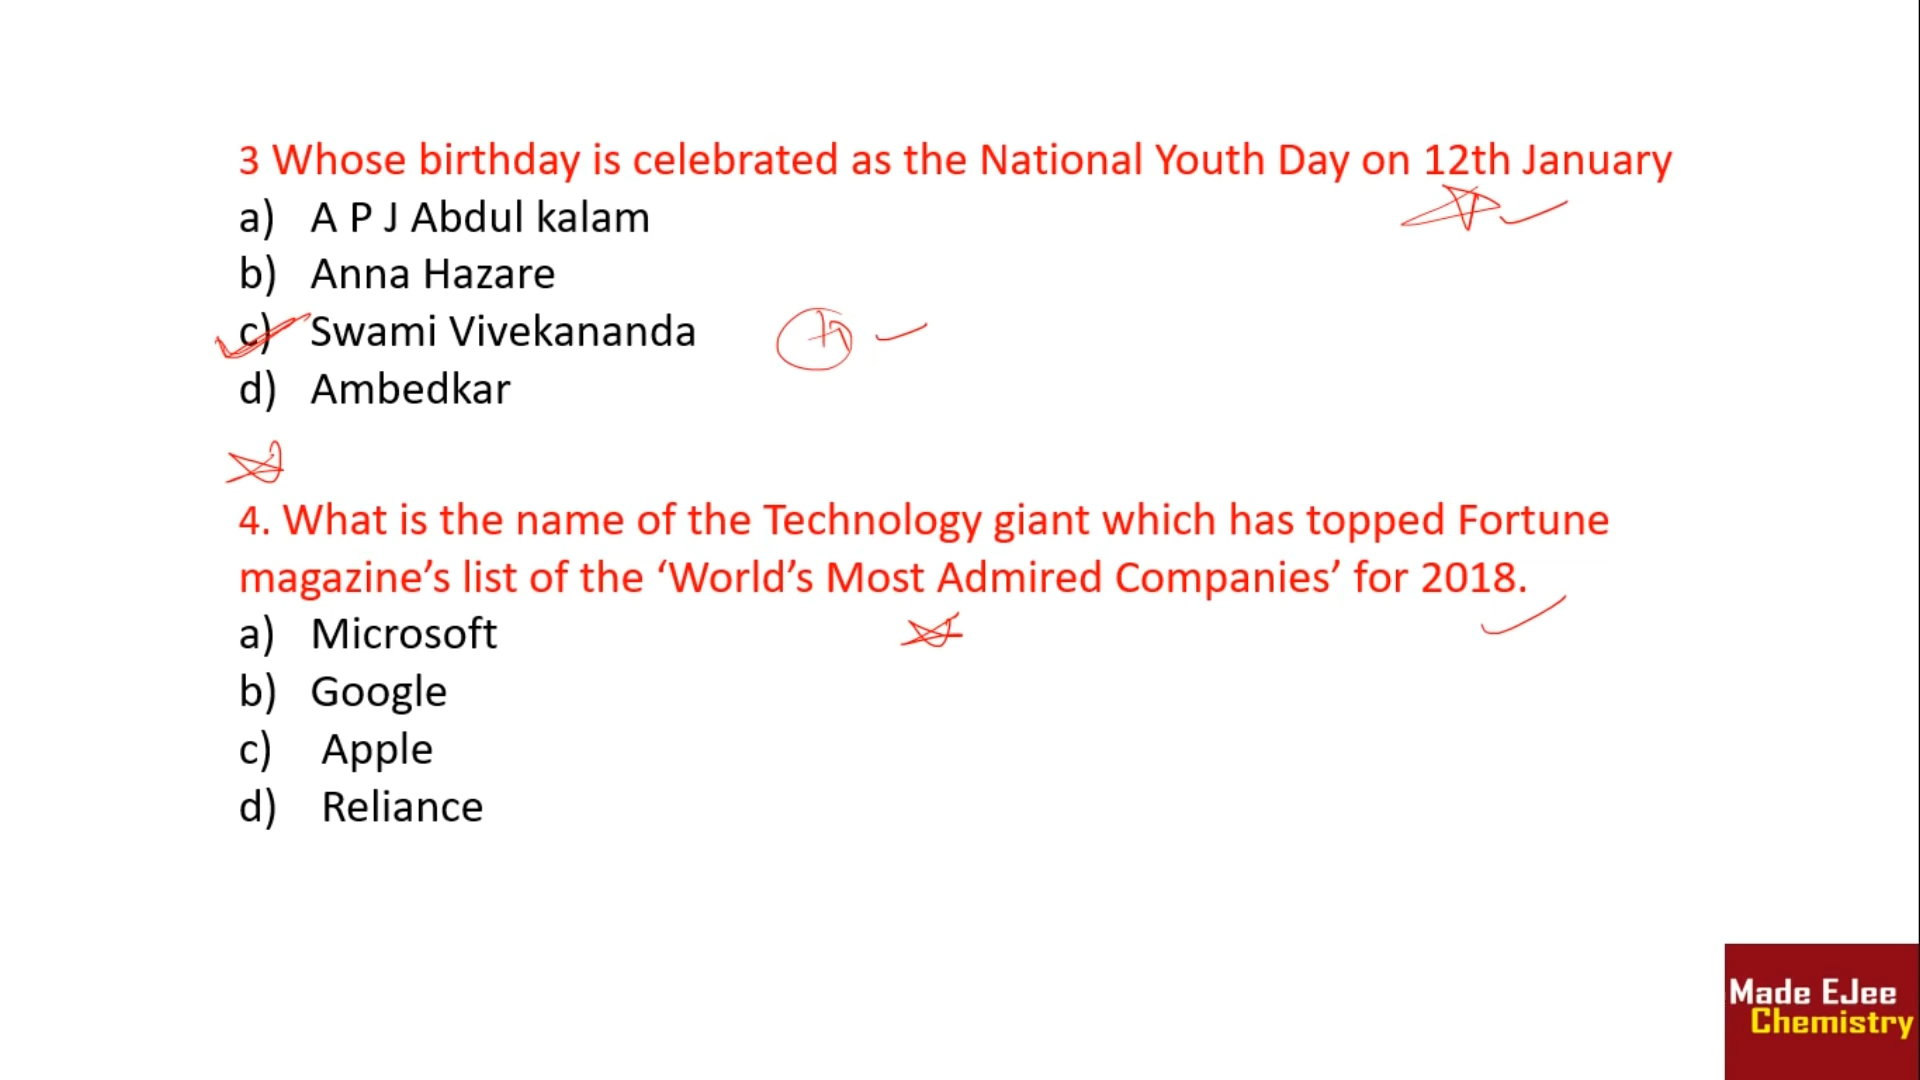 3 Whose birthday is celebrated as the National Youth Day on 12th January
a) A P J Abdul kalam
b) Anna Hazare
c) Swami Vivekananda
d) Ambedkar
4. What is the name of the Technology giant which has topped Fortune
magazine’s list of the ‘World’s Most Admired Companies’ for 2018.
a) Microsoft
b) Google
c) Apple
d) Reliance
Made EJee
Chemistry